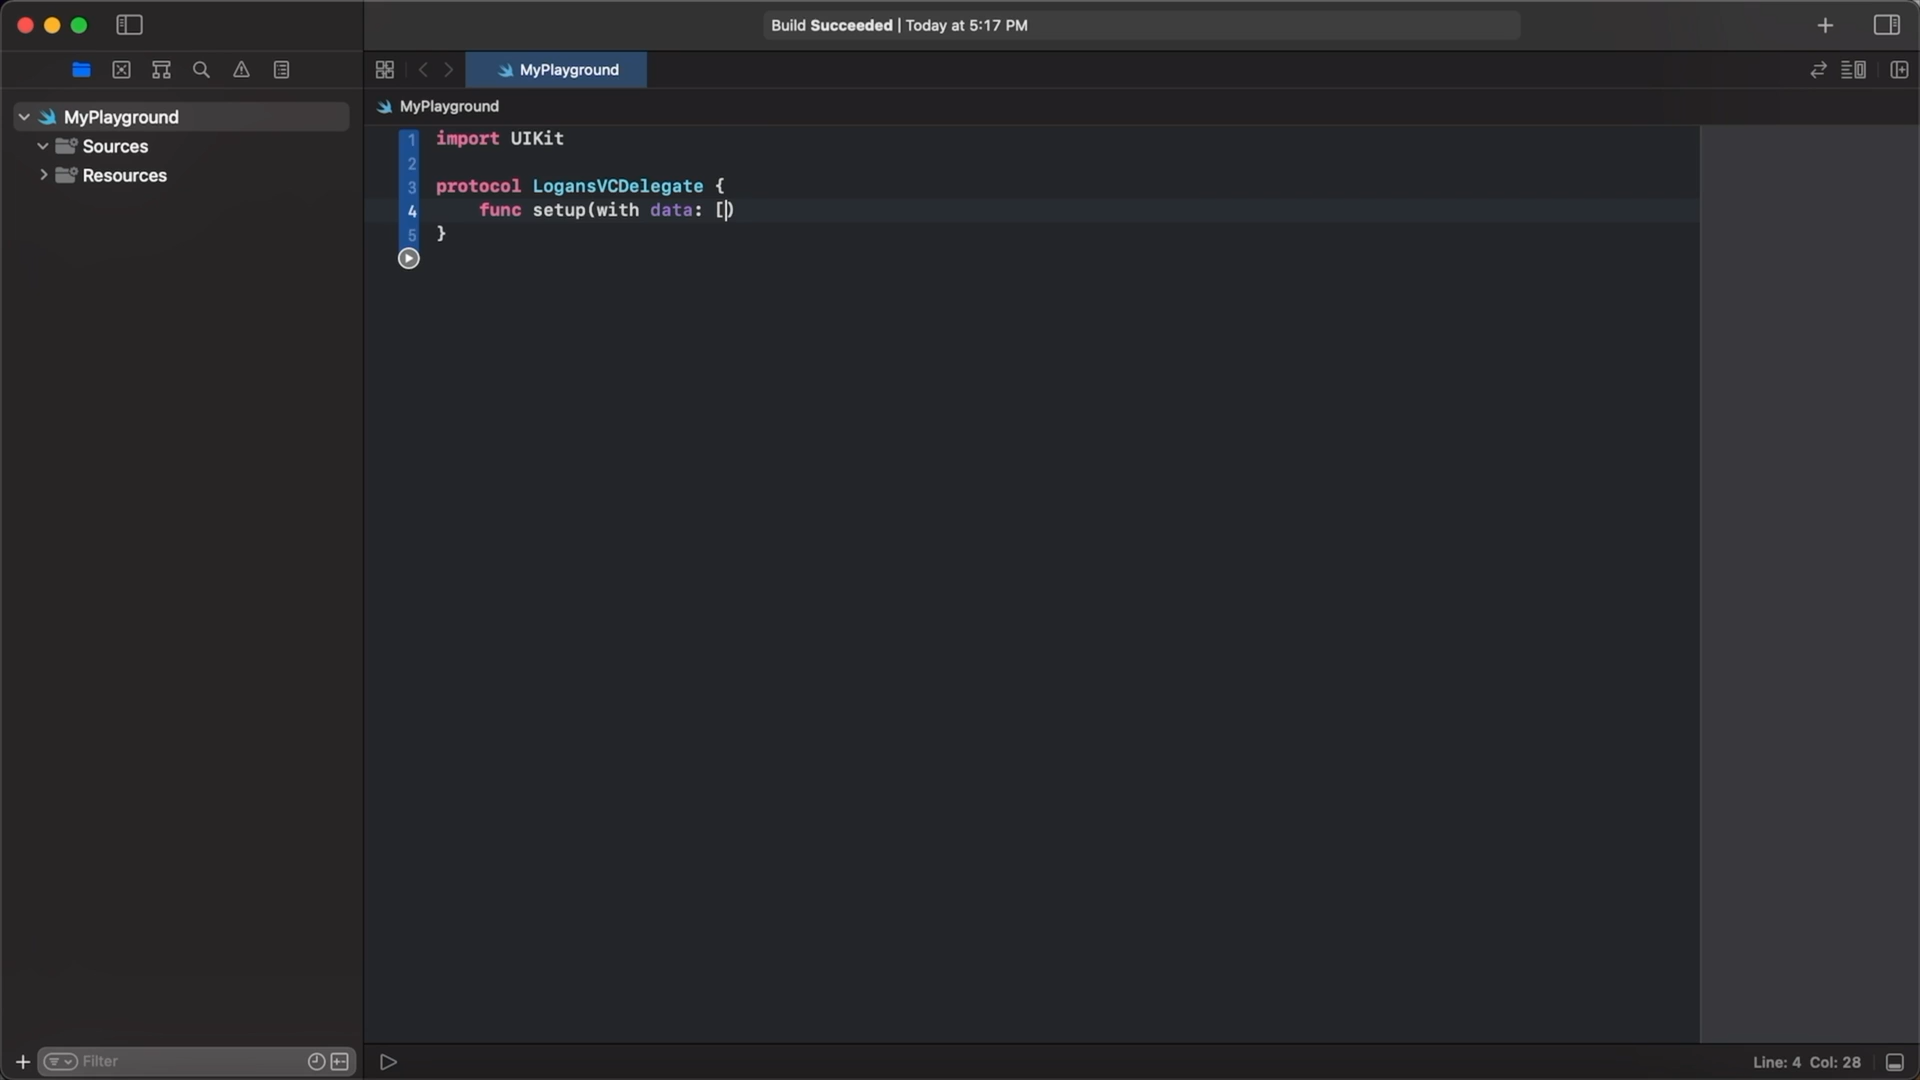 Build Succeeded | Today at 5:17 PM
MyPlayground
MyPlayground
MyPlayground
Sources
Resources
1 import UIKit
2
3 protocol LogansVCDelegate {
4 func setup(with data: [)
5 }
Filter
Line: 4 Col: 28